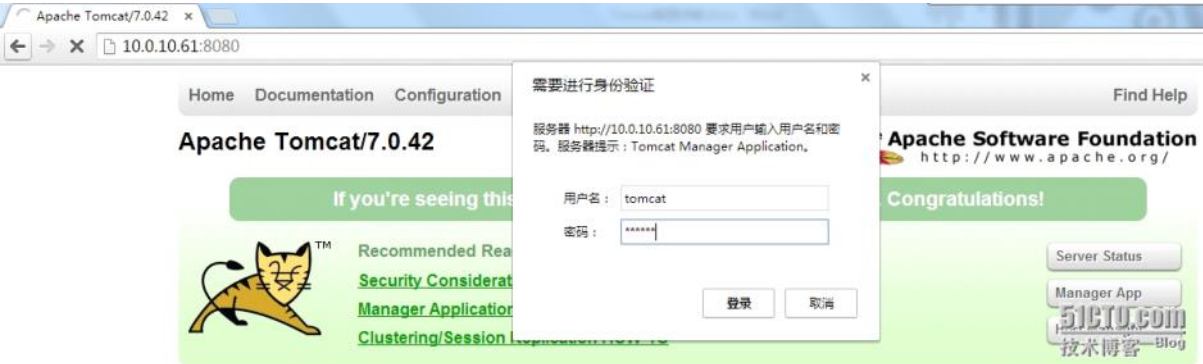 Apache Tomcat/7.0.42 ×
10.0.10.61:8080
Home Documentation Configuration
Find Help
需要进行身份验证 ×
服务器 http://10.0.10.61:8080 要求用户输入用户名和密
码。服务器提示：Tomcat Manager Application。
Apache Tomcat/7.0.42
Apache Software Foundation
http://www.apache.org/
If you're seeing this
Congratulations!
用户名： tomcat
密码： ******
登录 取消
TM
Recommended Rea
Security Considerat
Manager Application
Clustering/Session Replication HOW-TO
Server Status
Manager App
51CTO.com
技术博客 Blog